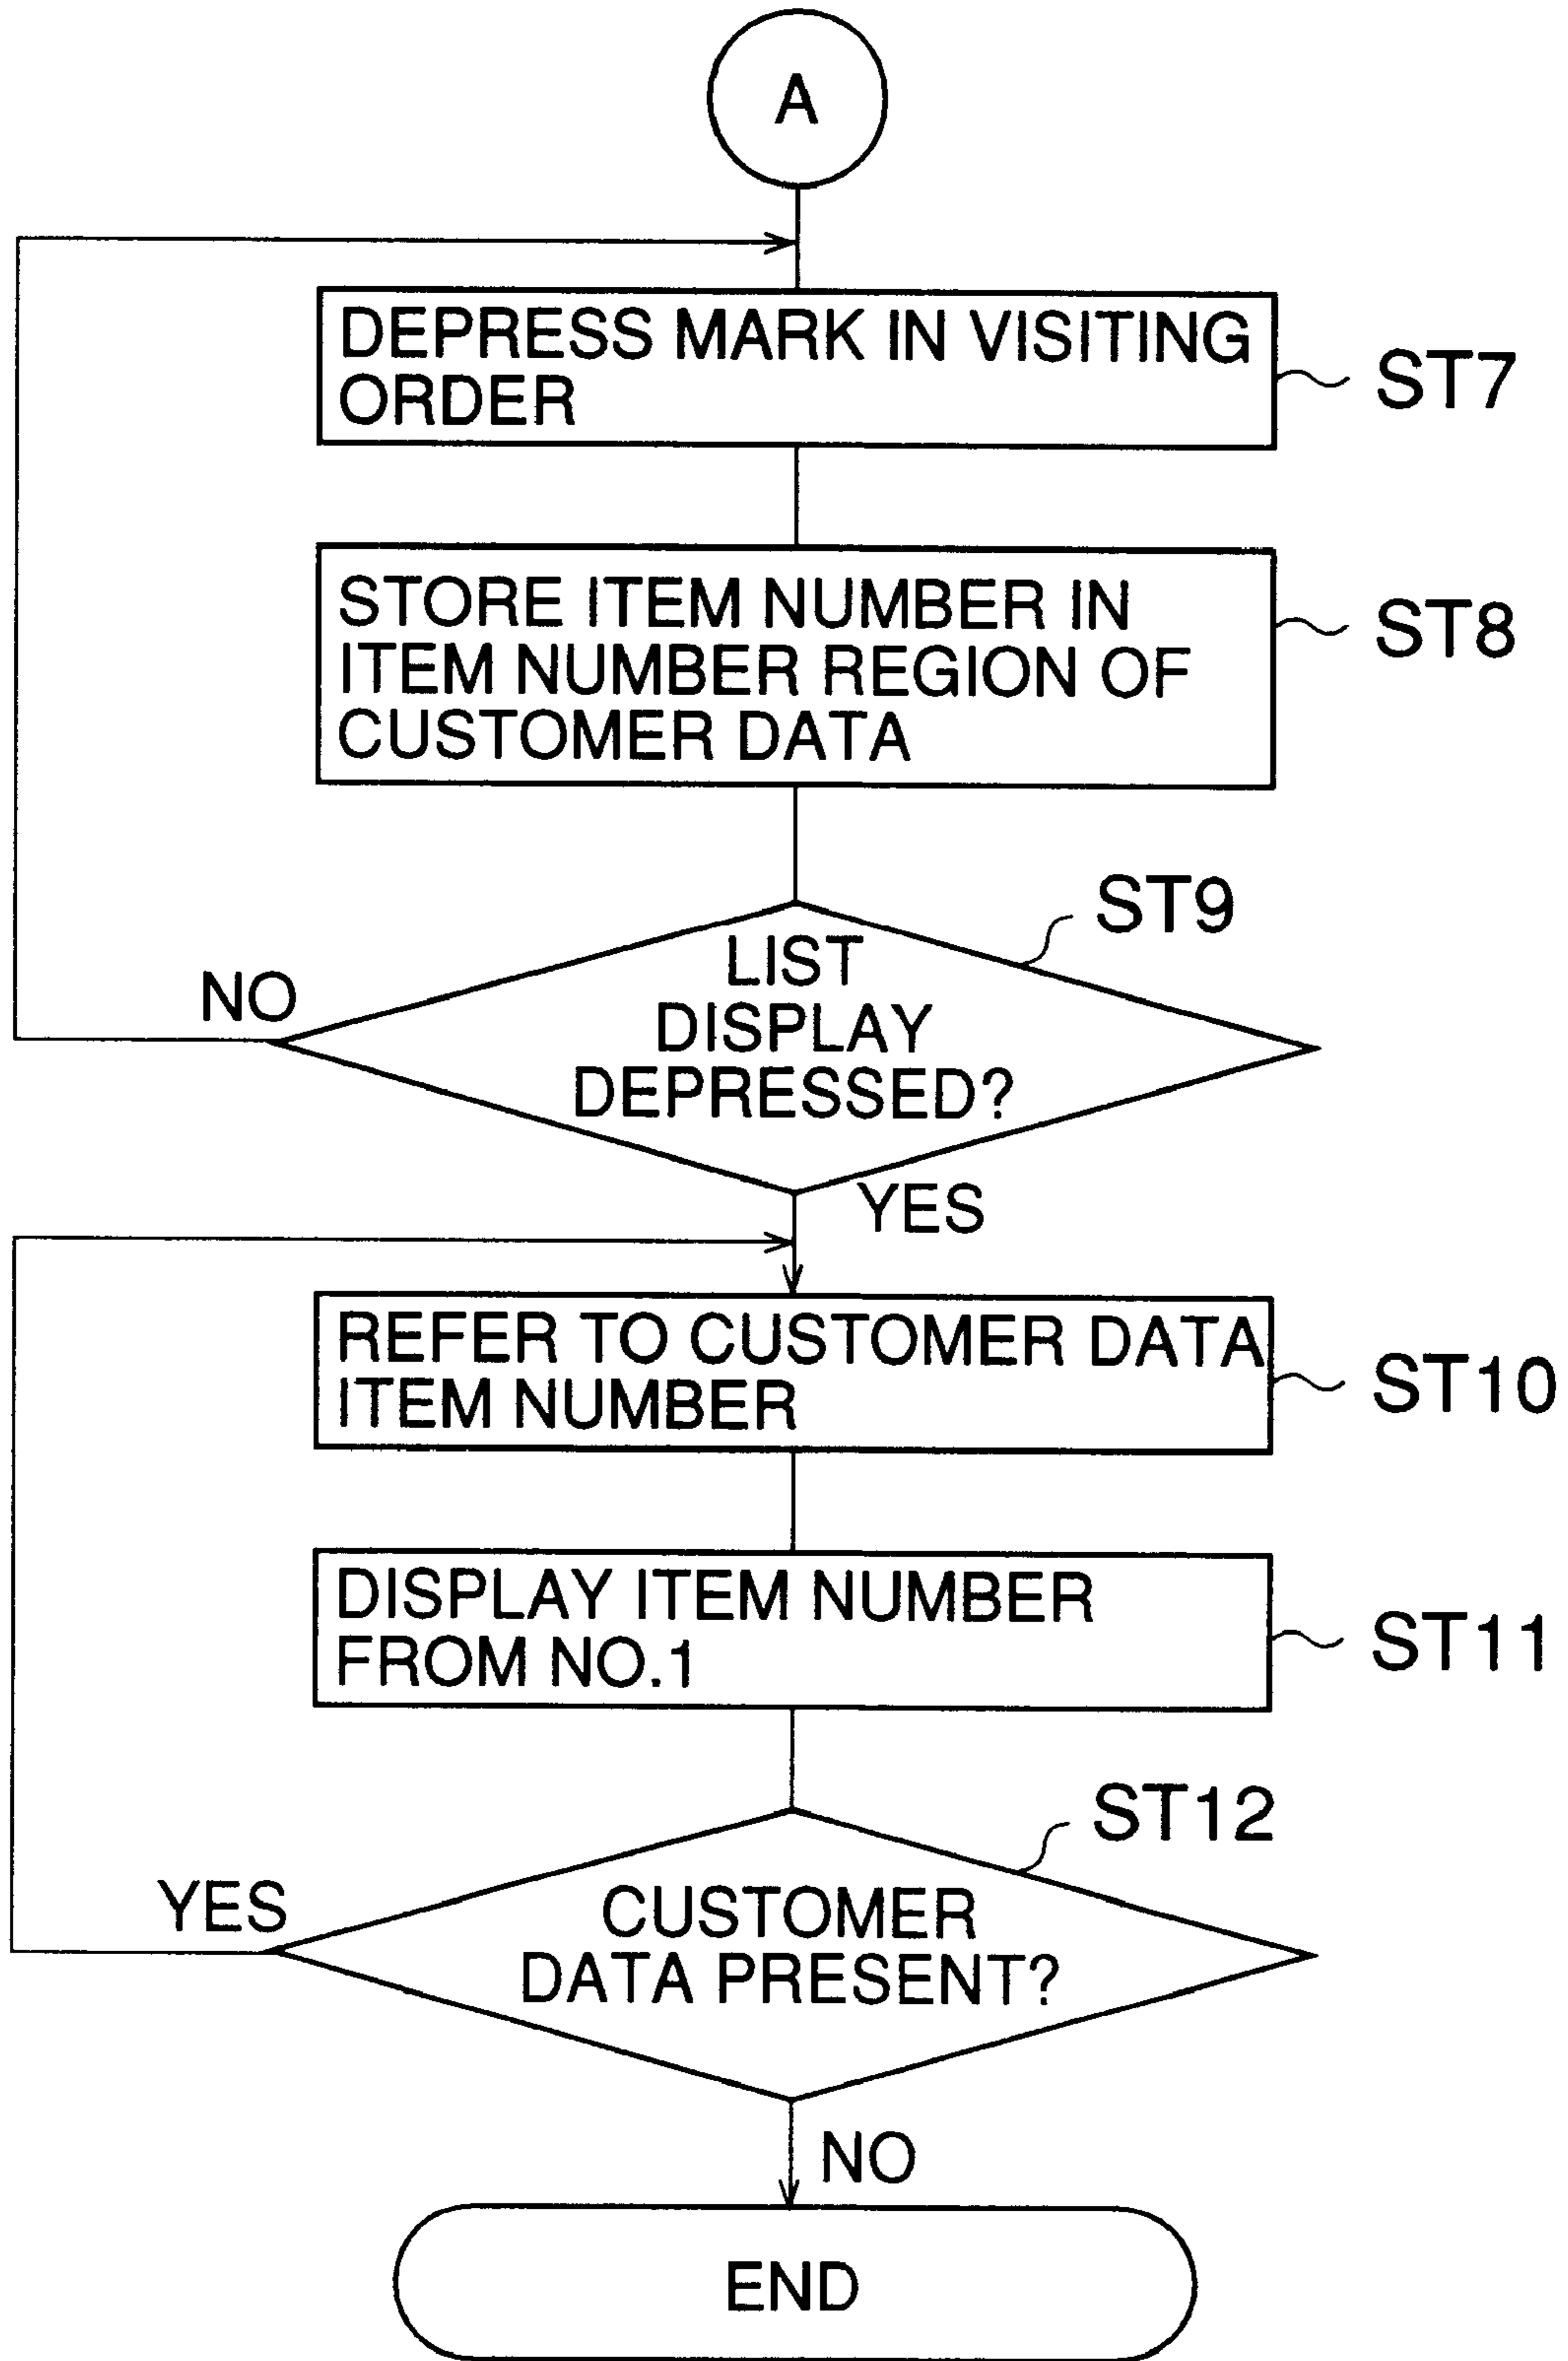 A
DEPRESS MARK IN VISITING
ORDER
ST7
STORE ITEM NUMBER IN
ITEM NUMBER REGION OF
CUSTOMER DATA
ST8
ST9
LIST
DISPLAY
DEPRESSED?
NO
YES
REFER TO CUSTOMER DATA
ITEM NUMBER
ST10
DISPLAY ITEM NUMBER
FROM NO.1
ST11
ST12
CUSTOMER
DATA PRESENT?
YES
NO
END